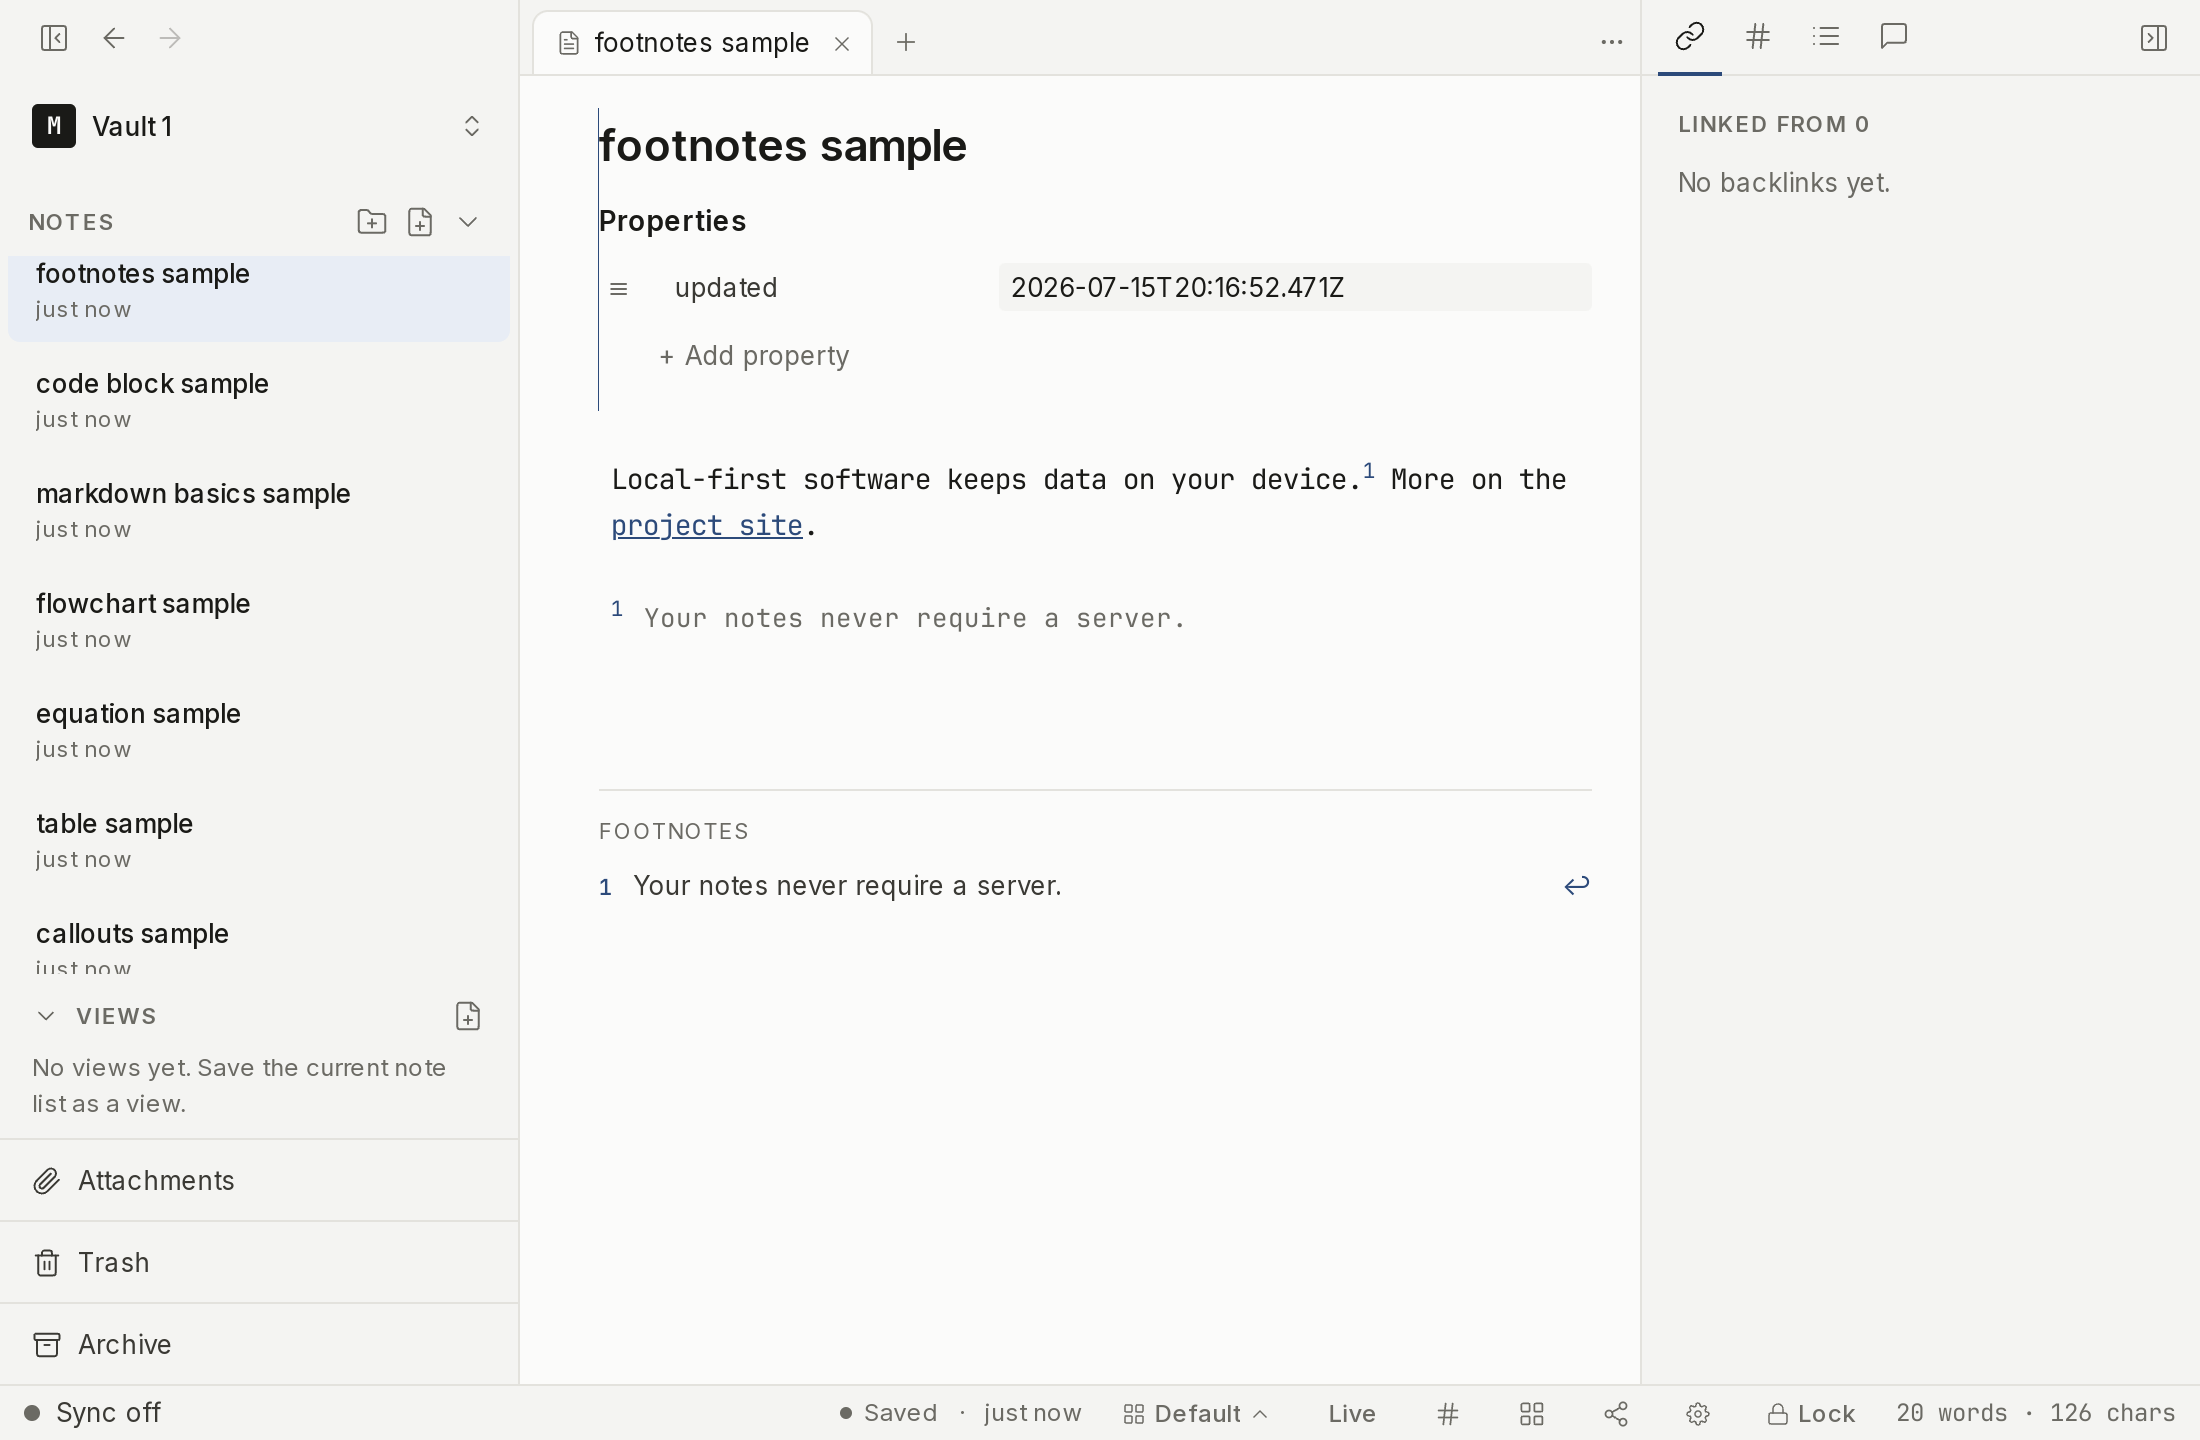 M Vault 1
NOTES
footnotes sample
just now
code block sample
just now
markdown basics sample
just now
flowchart sample
just now
equation sample
just now
table sample
just now
callouts sample
just now
VIEWS
No views yet. Save the current note
list as a view.
Attachments
Trash
Archive
Sync off
footnotes sample
footnotes sample
Properties
updated 2026-07-15T20:16:52.471Z
+ Add property
Local-first software keeps data on your device.1 More on the
project site.
1 Your notes never require a server.
FOOTNOTES
1 Your notes never require a server.
LINKED FROM 0
No backlinks yet.
Saved · just now Default Live Lock 20 words · 126 chars